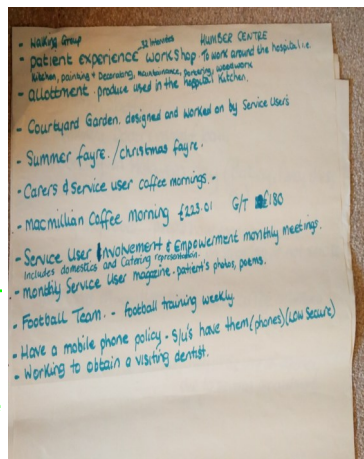 - Walking Group
32 interviews HUMBER CENTRE
- patient experience workshop. To work around the hospital i.e
Kitchen, painting + Decorating, maintainance, portering, woodwork
- allottment. produce used in the hospital Kitchen.
- Courtyard Garden. designed and worked on by Service Users
- Summer fayre. / christmas fayre.
- Carers & Service user coffee mornings. -
- Macmillian Coffee Morning £223.01 G/T £180
- Service User Involvement & Empowerment monthly meetings.
Includes domestics and Catering representation.
- monthly Service User magazine. patient's photos, poems.
- Football Team. - Football training weekly.
- Have a mobile phone policy - S/U's have them (phones) (Low Secure)
- Working to obtain a visiting dentist.